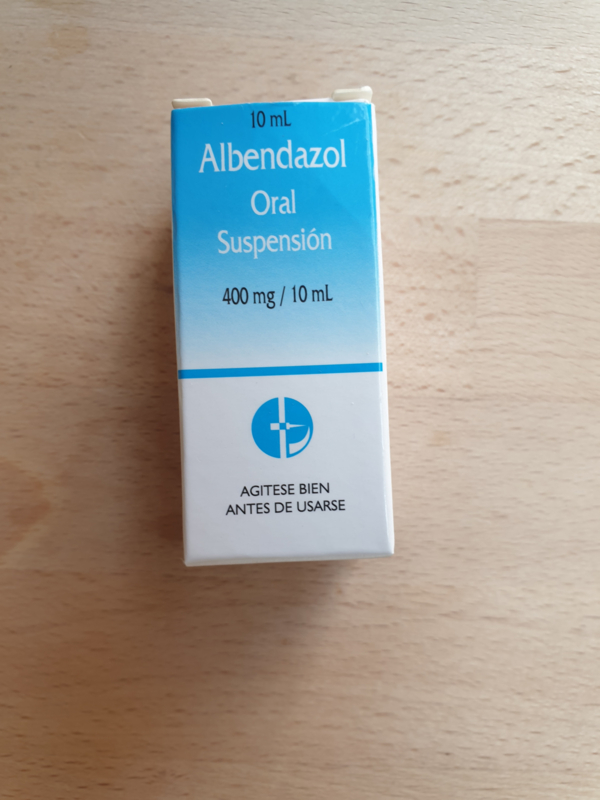 10 mL
Albendazol
Oral
Suspensión
400 mg / 10 mL
AGITESE BIEN
ANTES DE USARSE